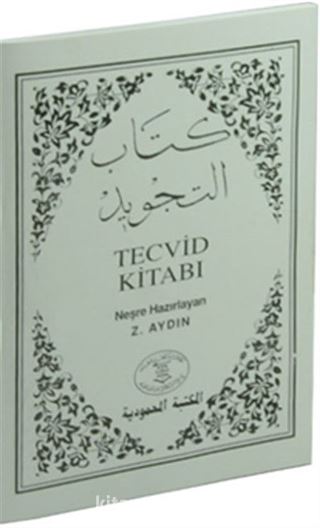 كتاب
التجويد
TECVİD
KİTABI
Neşre Hazırlayan
Z. AYDIN
المكتبة المحمودية